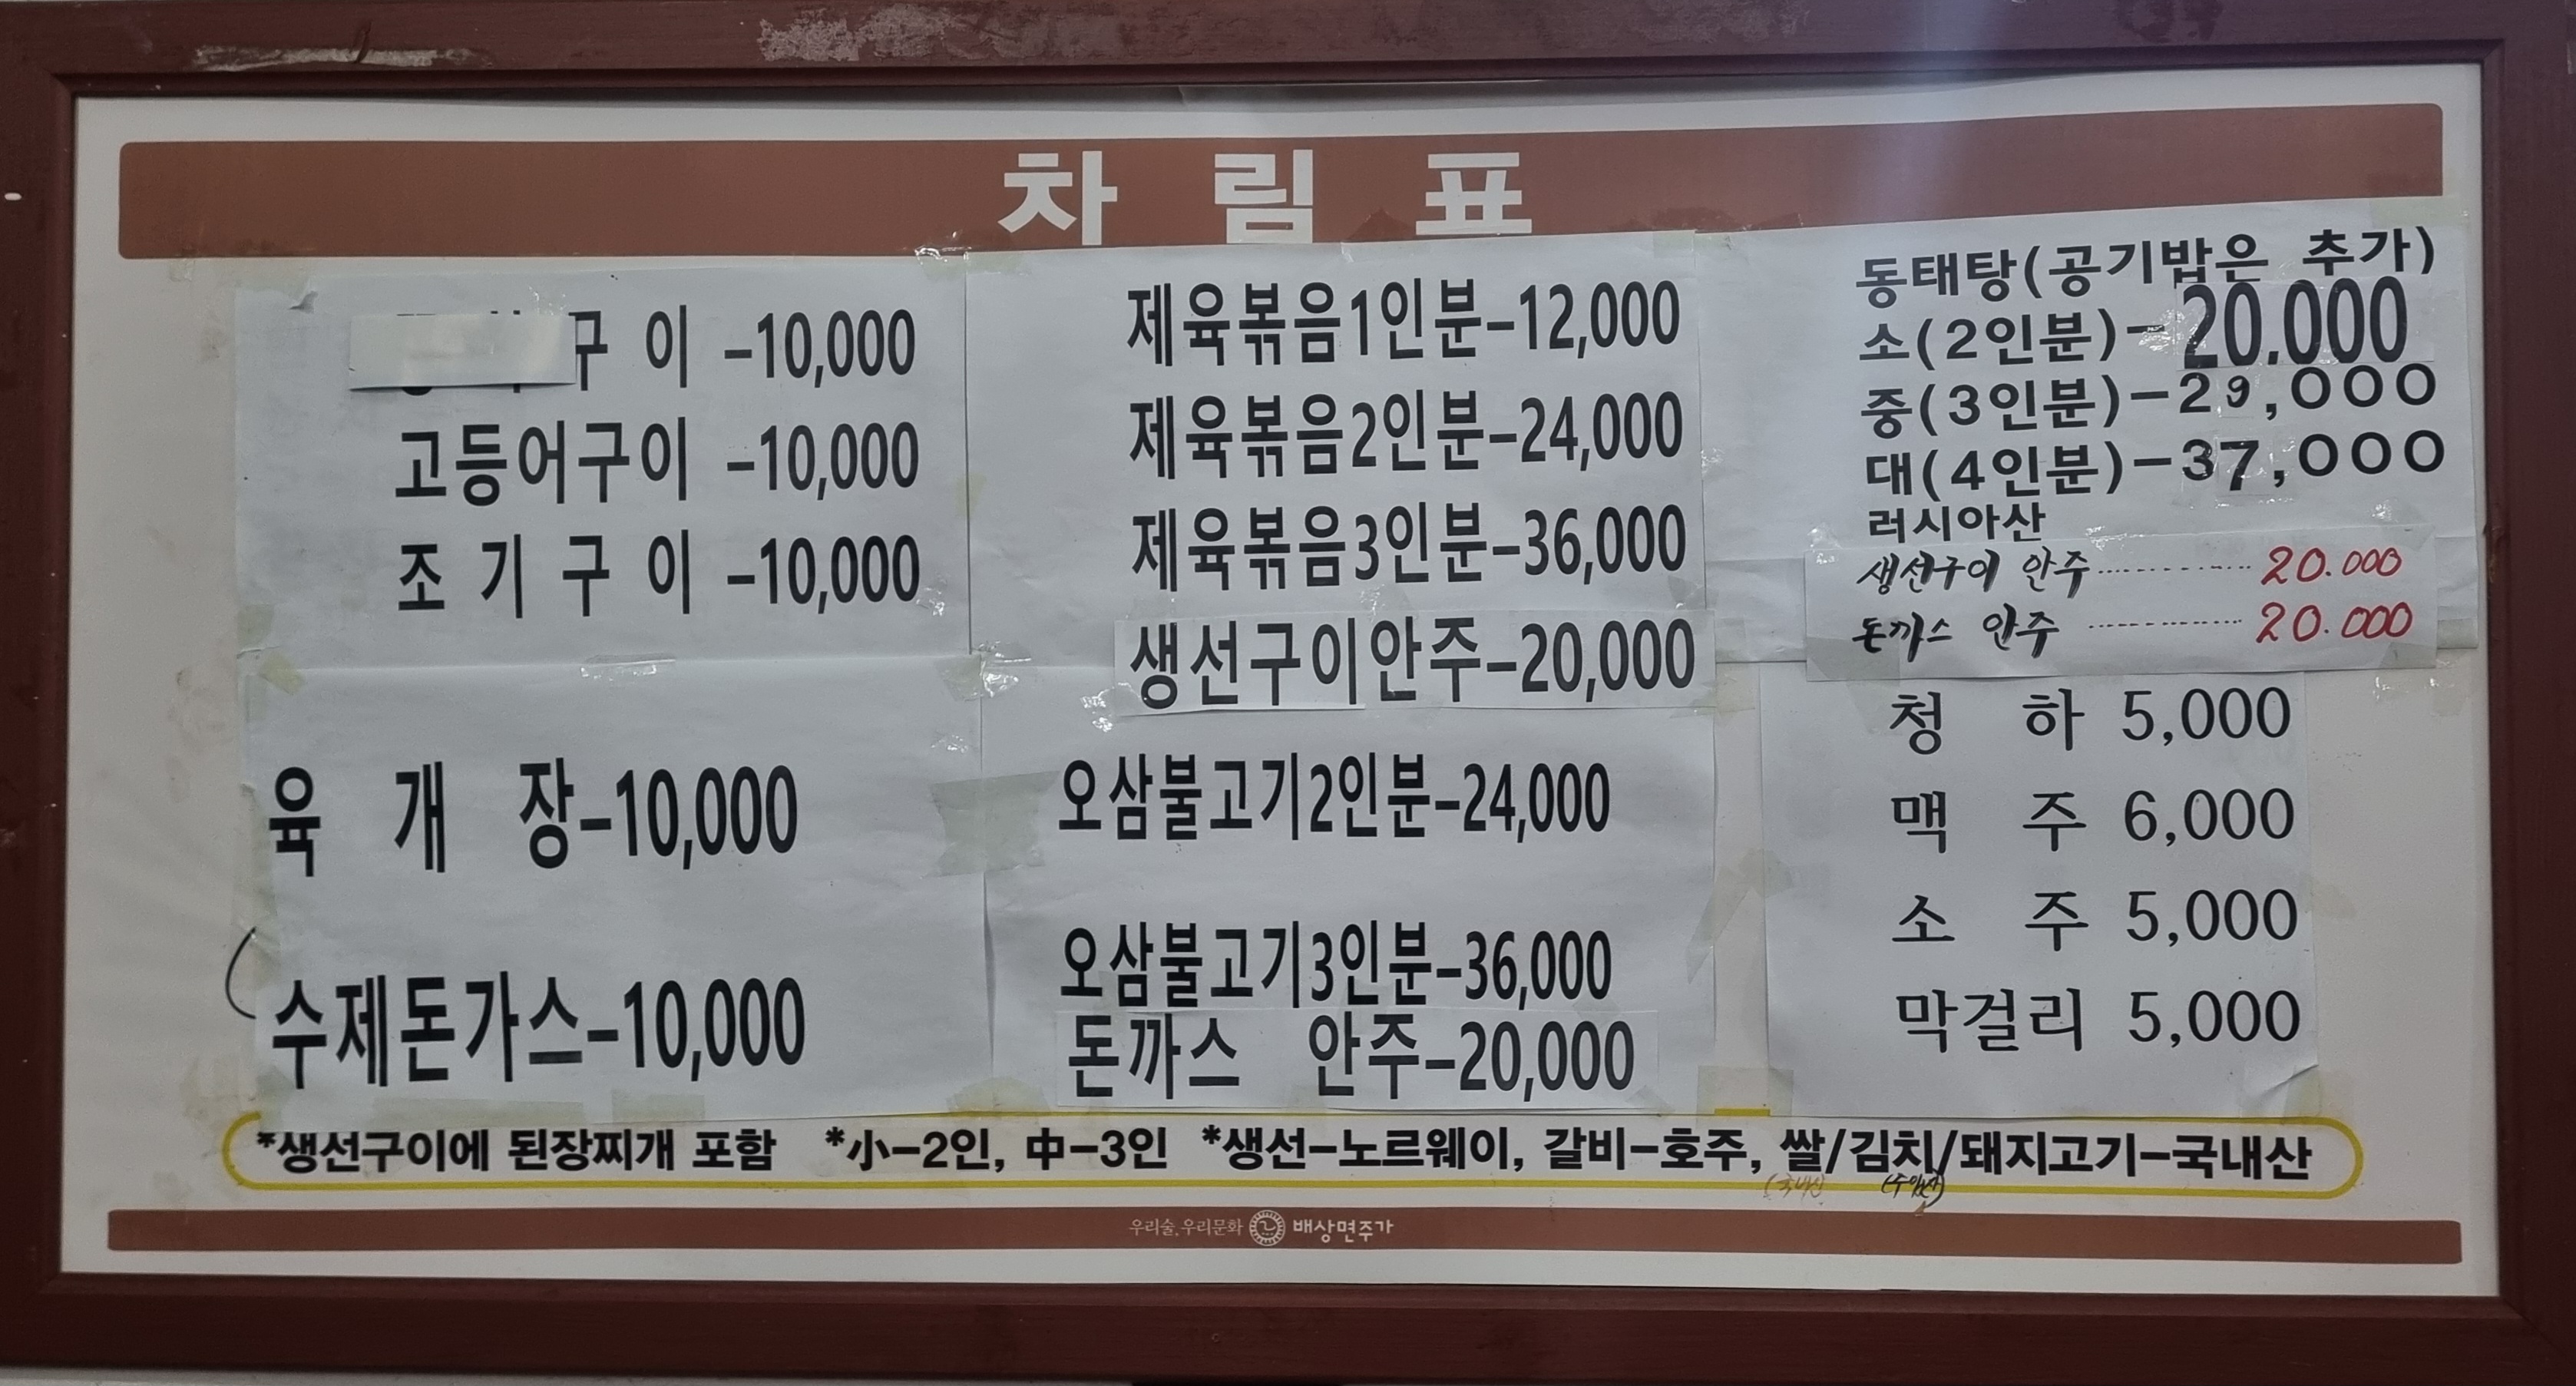 차림표
구 이 -10,000
고등어구이 -10,000
조 기 구 이 -10,000
육 개 장-10,000
수제돈가스-10,000
제육볶음1인분-12,000
제육볶음2인분-24,000
제육볶음3인분-36,000
생선구이안주-20,000
오삼불고기2인분-24,000
오삼불고기3인분-36,000
돈까스 안주-20,000
동태탕(공기밥은 추가)
소(2인분)-20.000
중(3인분)-29,000
대(4인분)-37,000
러시아산
생선구이 안주 ............ 20.000
돈까스 안주 ............ 20.000
청 하 5,000
맥 주 6,000
소 주 5,000
막걸리 5,000
*생선구이에 된장찌개 포함 *小-2인, 中-3인 *생선-노르웨이, 갈비-호주, 쌀/김치/돼지고기-국내산
(국내산 (수입산)
우리술, 우리문화 배상면주가